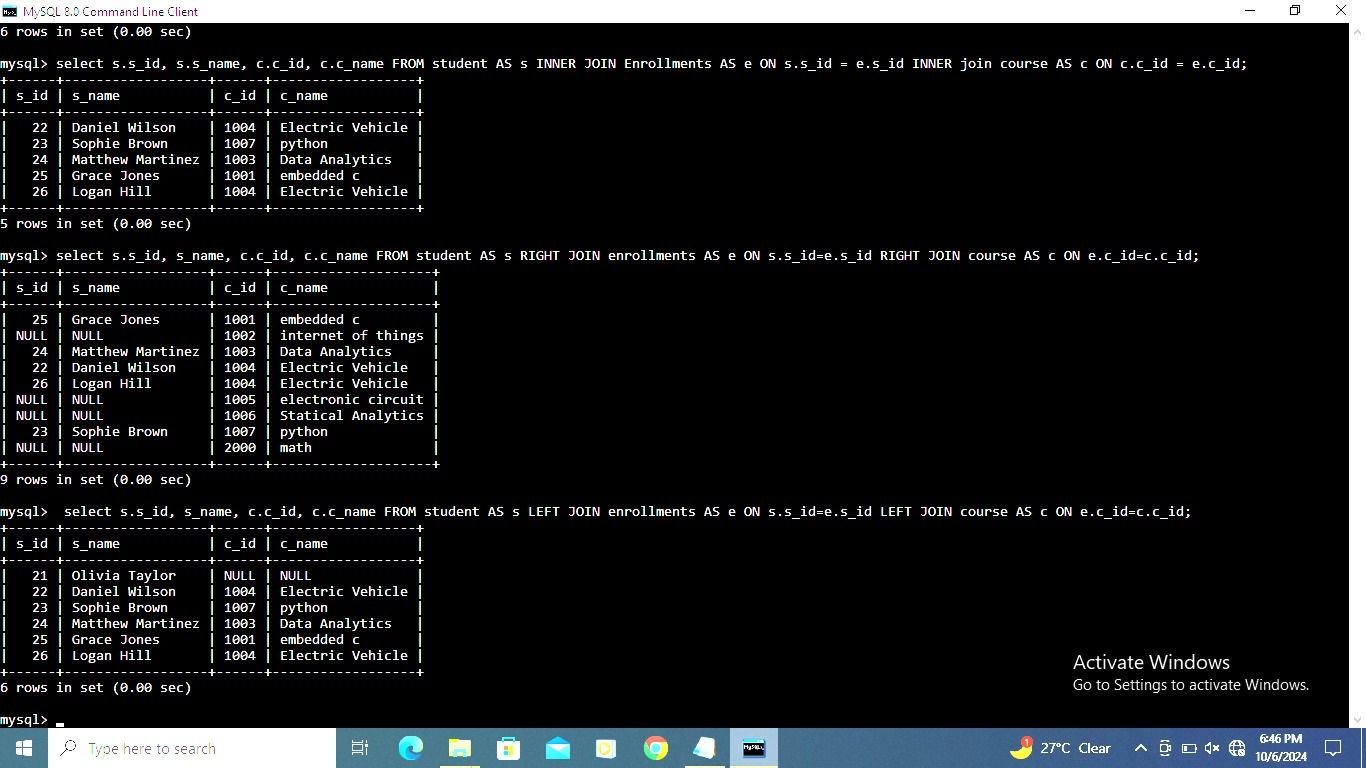 MySQL 8.0 Command Line Client
6 rows in set (0.00 sec)
mysql> select s.s_id, s.s_name, c.c_id, c.c_name FROM student AS s INNER JOIN Enrollments AS e ON s.s_id = e.s_id INNER join course AS c ON c.c_id = e.c_id;
+------+-----------------+------+------------------+
| s_id | s_name          | c_id | c_name           |
+------+-----------------+------+------------------+
|   22 | Daniel Wilson   | 1004 | Electric Vehicle |
|   23 | Sophie Brown    | 1007 | python           |
|   24 | Matthew Martinez | 1003 | Data Analytics   |
|   25 | Grace Jones     | 1001 | embedded c       |
|   26 | Logan Hill      | 1004 | Electric Vehicle |
+------+-----------------+------+------------------+
5 rows in set (0.00 sec)
mysql> select s.s_id, s_name, c.c_id, c.c_name FROM student AS s RIGHT JOIN enrollments AS e ON s.s_id=e.s_id RIGHT JOIN course AS c ON e.c_id=c.c_id;
+------+------------------+------+--------------------+
| s_id | s_name           | c_id | c_name             |
+------+------------------+------+--------------------+
|   25 | Grace Jones      | 1001 | embedded c         |
| NULL | NULL             | 1002 | internet of things |
|   24 | Matthew Martinez | 1003 | Data Analytics     |
|   22 | Daniel Wilson    | 1004 | Electric Vehicle   |
|   26 | Logan Hill       | 1004 | Electric Vehicle   |
| NULL | NULL             | 1005 | electronic circuit |
| NULL | NULL             | 1006 | Statical Analytics |
|   23 | Sophie Brown     | 1007 | python             |
| NULL | NULL             | 2000 | math               |
+------+------------------+------+--------------------+
9 rows in set (0.00 sec)
mysql>  select s.s_id, s_name, c.c_id, c.c_name FROM student AS s LEFT JOIN enrollments AS e ON s.s_id=e.s_id LEFT JOIN course AS c ON e.c_id=c.c_id;
+------+------------------+------+------------------+
| s_id | s_name           | c_id | c_name           |
+------+------------------+------+------------------+
|   21 | Olivia Taylor    | NULL | NULL             |
|   22 | Daniel Wilson    | 1004 | Electric Vehicle |
|   23 | Sophie Brown     | 1007 | python           |
|   24 | Matthew Martinez | 1003 | Data Analytics   |
|   25 | Grace Jones      | 1001 | embedded c       |
|   26 | Logan Hill       | 1004 | Electric Vehicle |
+------+------------------+------+------------------+
6 rows in set (0.00 sec)
mysql> _
Activate Windows
Go to Settings to activate Windows.
Type here to search
1
27°C Clear
6:46 PM
10/6/2024